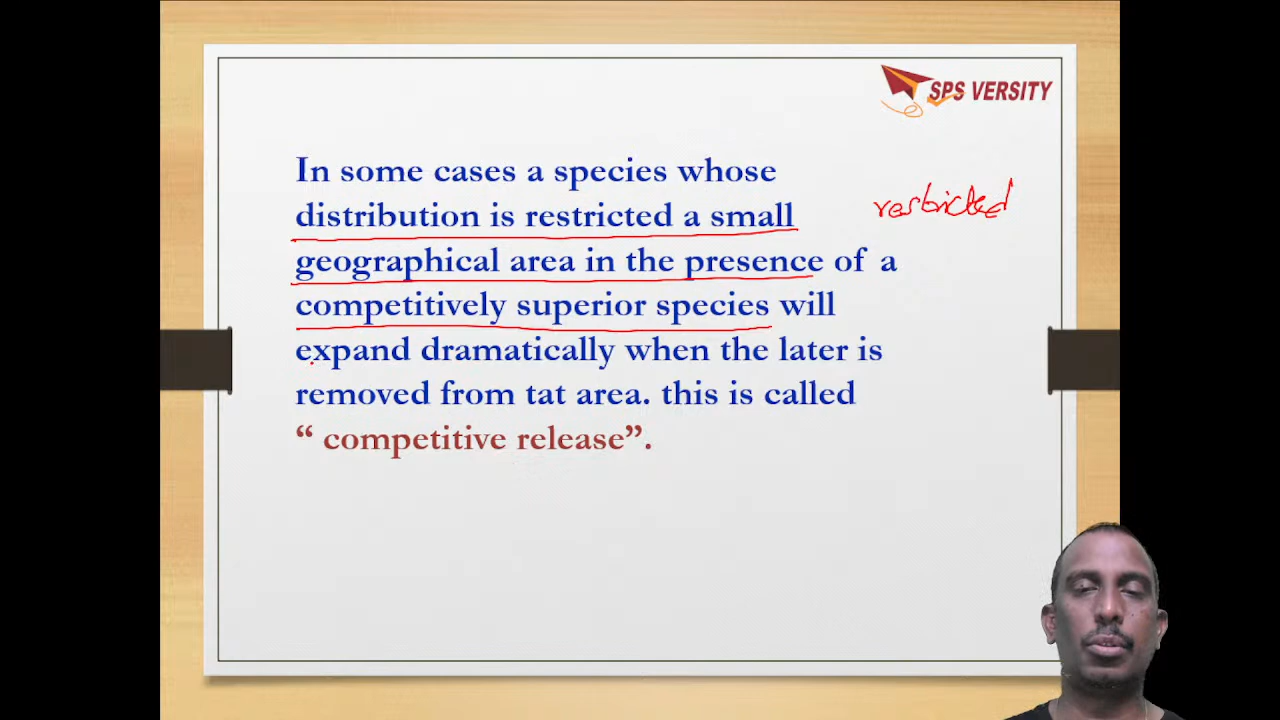 SPS VERSITY
In some cases a species whose
distribution is restricted a small
restricted
geographical area in the presence of a
competitively superior species will
expand dramatically when the later is
removed from tat area. this is called
“ competitive release”.